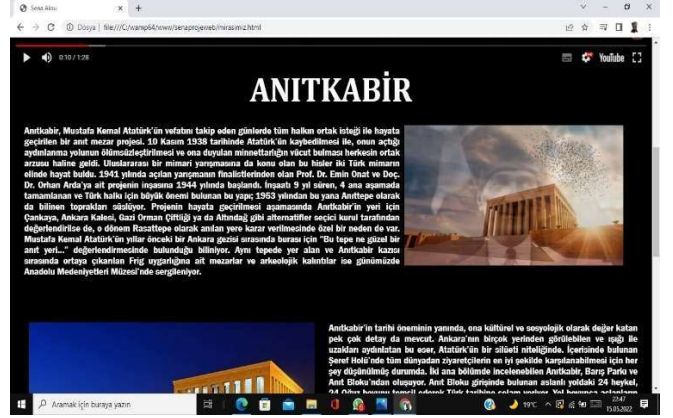 Sena Aksu
Dosya | file:///C:/wamp64/www/senaprojeweb/mirasimiz.html
0:10 / 1:28
YouTube
ANITKABİR
Anıtkabir, Mustafa Kemal Atatürk'ün vefatını takip eden günlerde tüm halkın ortak isteği ile hayata
geçirilen bir anıt mezar projesi. 10 Kasım 1938 tarihinde Atatürk'ün kaybedilmesi ile, onun açtığı
aydınlanma yolunun ölümsüzleştirilmesi ve ona duyulan minnettarlığın vücut bulması herkesin ortak
arzusu haline geldi. Uluslararası bir mimari yarışmasına da konu olan bu hisler iki Türk mimarın
elinde hayat buldu. 1941 yılında açılan yarışmanın finalistlerinden olan Prof. Dr. Emin Onat ve Doç.
Dr. Orhan Arda'ya ait projenin inşasına 1944 yılında başlandı. İnşaatı 9 yıl süren, 4 ana aşamada
tamamlanan ve Türk halkı için büyük önemi bulunan bu yapı; 1953 yılından bu yana Anıttepe olarak
da bilinen toprakları süslüyor. Projenin hayata geçirilmesi aşamasında Anıtkabir'in yeri için
Çankaya, Ankara Kalesi, Gazi Orman Çiftliği ya da Altındağ gibi alternatifler seçici kurul tarafından
değerlendirilse de, o dönem Rasattepe olarak anılan yere karar verilmesinde özel bir neden de var.
Mustafa Kemal Atatürk'ün yıllar önceki bir Ankara gezisi sırasında burası için "Bu tepe ne güzel bir
anıt yeri..." değerlendirmesinde bulunduğu biliniyor. Aynı tepede yer alan ve Anıtkabir kazısı
sırasında ortaya çıkarılan Frig uygarlığına ait mezarlar ve arkeolojik kalıntılar ise günümüzde
Anadolu Medeniyetleri Müzesi'nde sergileniyor.
Anıtkabir'in tarihi öneminin yanında, ona kültürel ve sosyolojik olarak değer katan
pek çok detay da mevcut. Ankara'nın birçok yerinden görülebilen ve ışığı ile
uzakları aydınlatan bu eser, Atatürk'ün bir silüeti niteliğinde. İçerisinde bulunan
Şeref Holü'nde tüm dünyadan ziyaretçilerin en iyi şekilde karşılanabilmesi için her
şey düşünülmüş durumda. İki ana bölümde incelenebilen Anıtkabir, Barış Parkı ve
Anıt Bloku'ndan oluşuyor. Anıt Bloku girişinde bulunan aslanlı yoldaki 24 heykel,
24 Oğuz boyunu temsil ederek Türk tarihine selam veriyor. Yol boyunca aslanların
Aramak için buraya yazın
19°C
22:47
15.05.2022